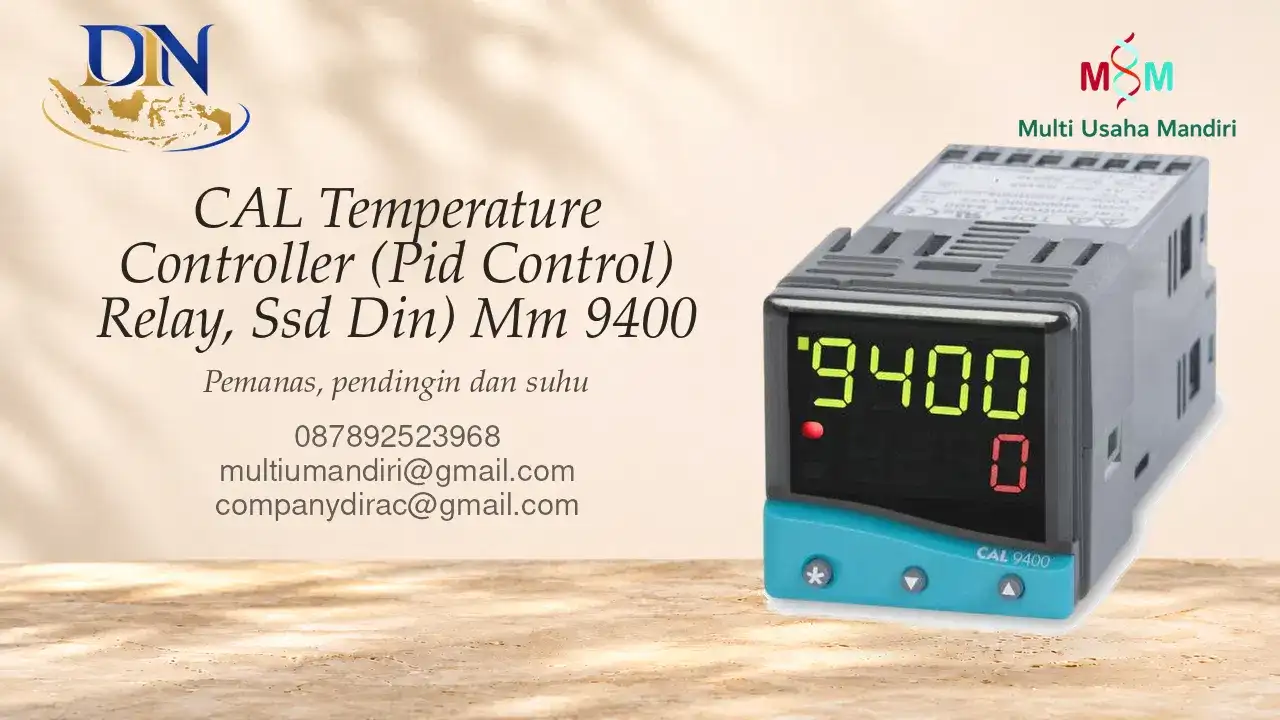 DIN
M M
Multi Usaha Mandiri
CAL Temperature
Controller (Pid Control)
Relay, Ssd Din) Mm 9400
Pemanas, pendingin dan suhu
087892523968
multiumandiri@gmail.com
companydirac@gmail.com
9400
0
CAL 9400